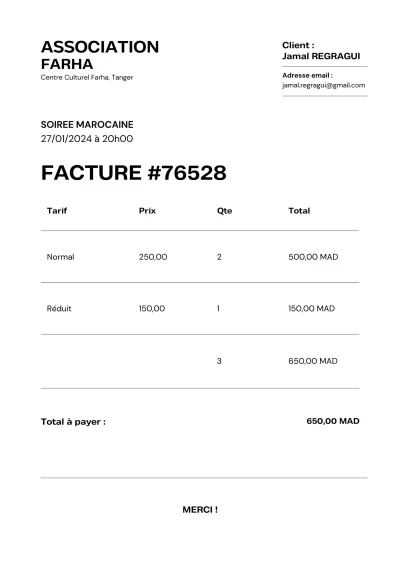 ASSOCIATION
FARHA
Centre Culturel Farha, Tanger
Client :
Jamal REGRAGUI
Adresse email :
jamal.regragui@gmail.com
SOIREE MAROCAINE
27/01/2024 à 20h00
FACTURE #76528
Tarif Prix Qte Total
Normal 250,00 2 500,00 MAD
Réduit 150,00 1 150,00 MAD
3 650,00 MAD
Total à payer : 650,00 MAD
MERCI !